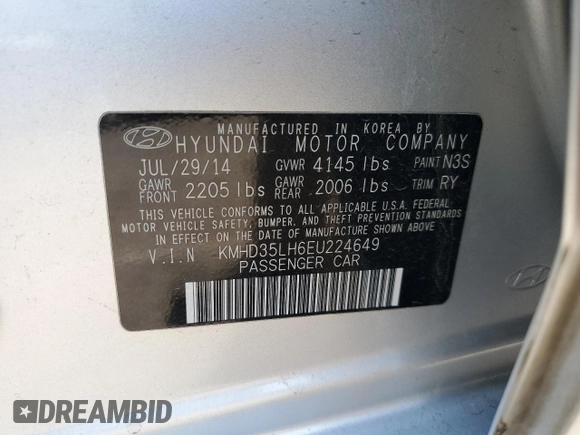 MANUFACTURED IN KOREA BY
HYUNDAI MOTOR COMPANY
JUL/29/14 GVWR 4145 lbs PAINT N3S
GAWR FRONT 2205 lbs GAWR REAR 2006 lbs TRIM RY
THIS VEHICLE CONFORMS TO ALL APPLICABLE U.S.A. FEDERAL
MOTOR VEHICLE SAFETY, BUMPER, AND THEFT PREVENTION STANDARDS
IN EFFECT ON THE DATE OF MANUFACTURE SHOWN ABOVE
V.I.N KMHD35LH6EU224649
PASSENGER CAR
DREAMBID